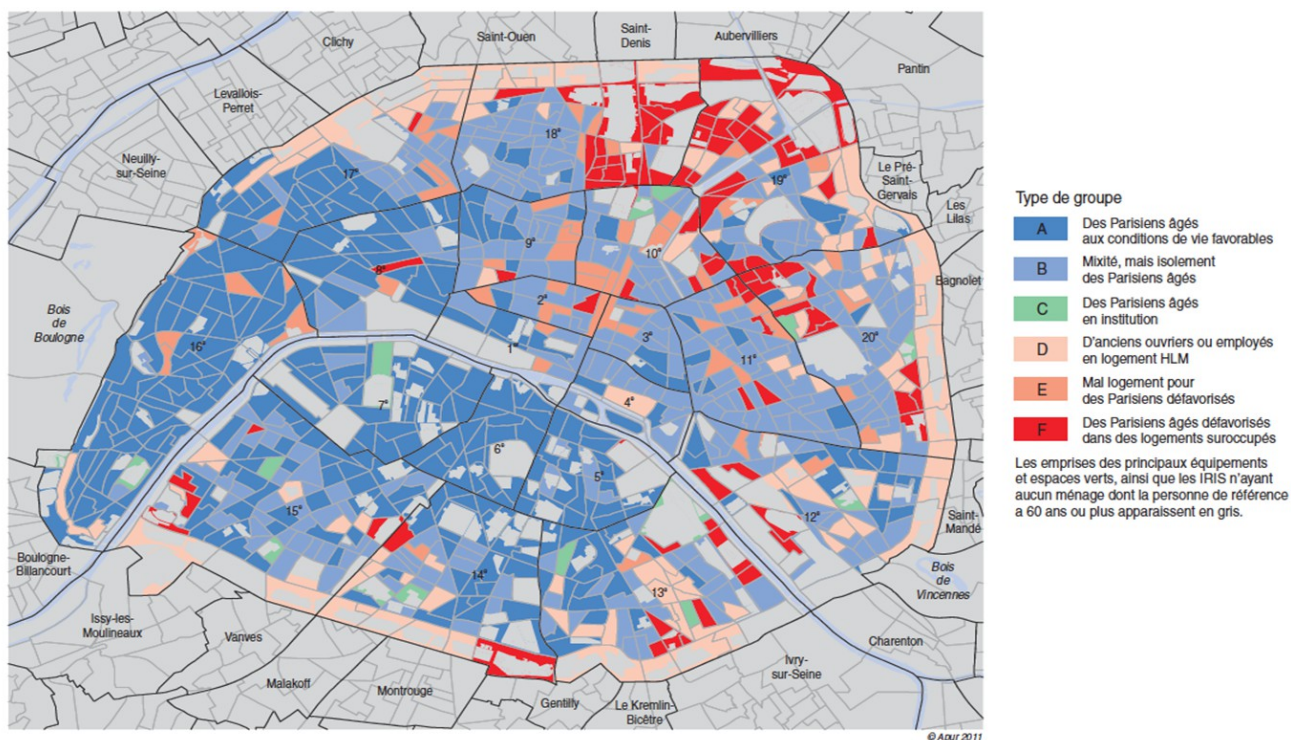 Clichy
Saint-Ouen
Saint-
Denis
Aubervilliers
Pantin
Levallois-
Perret
Neuilly-
sur-Seine
18e
17e
19e
Le Pré-
Saint-
Gervais
Les
Lilas
9e
10e
8e
Bagnolet
2e
Bois
de
Boulogne
16e
1e
3e
11e
20e
7e
4e
6e
5e
15e
12e
Saint-
Mandé
14e
13e
Boulogne-
Billancourt
Bois
de
Vincennes
Issy-les-
Moulineaux
Vanves
Charenton
Ivry-
sur-Seine
Malakoff
Montrouge
Gentilly
Le Kremlin-
Bicêtre
© Apur 2011
Type de groupe
A Des Parisiens âgés
aux conditions de vie favorables
B Mixité, mais isolement
des Parisiens âgés
C Des Parisiens âgés
en institution
D D'anciens ouvriers ou employés
en logement HLM
E Mal logement pour
des Parisiens défavorisés
F Des Parisiens âgés défavorisés
dans des logements suroccupés
Les emprises des principaux équipements
et espaces verts, ainsi que les IRIS n'ayant
aucun ménage dont la personne de référence
a 60 ans ou plus apparaissent en gris.